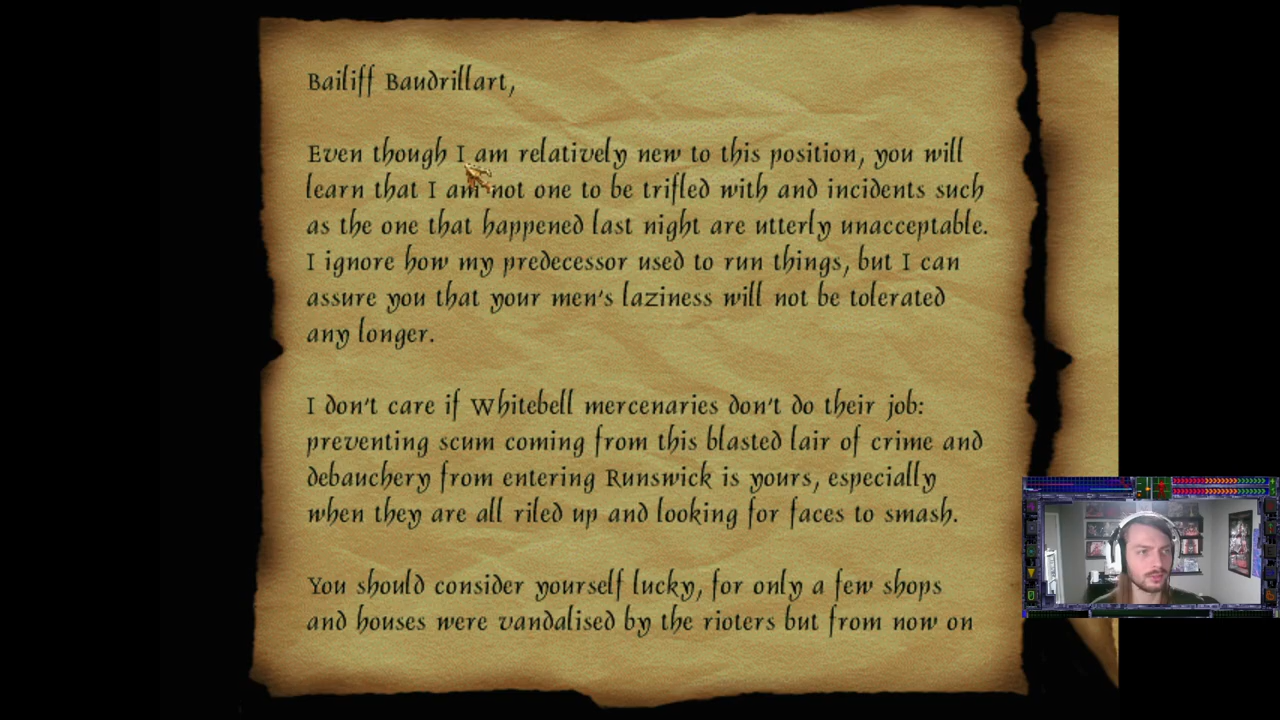 Bailiff Baudrillart,
Even though I am relatively new to this position, you will
learn that I am not one to be trifled with and incidents such
as the one that happened last night are utterly unacceptable.
I ignore how my predecessor used to run things, but I can
assure you that your men's laziness will not be tolerated
any longer.
I don't care if Whitebell mercenaries don't do their job:
preventing scum coming from this blasted lair of crime and
debauchery from entering Runswick is yours, especially
when they are all riled up and looking for faces to smash.
You should consider yourself lucky, for only a few shops
and houses were vandalised by the rioters but from now on